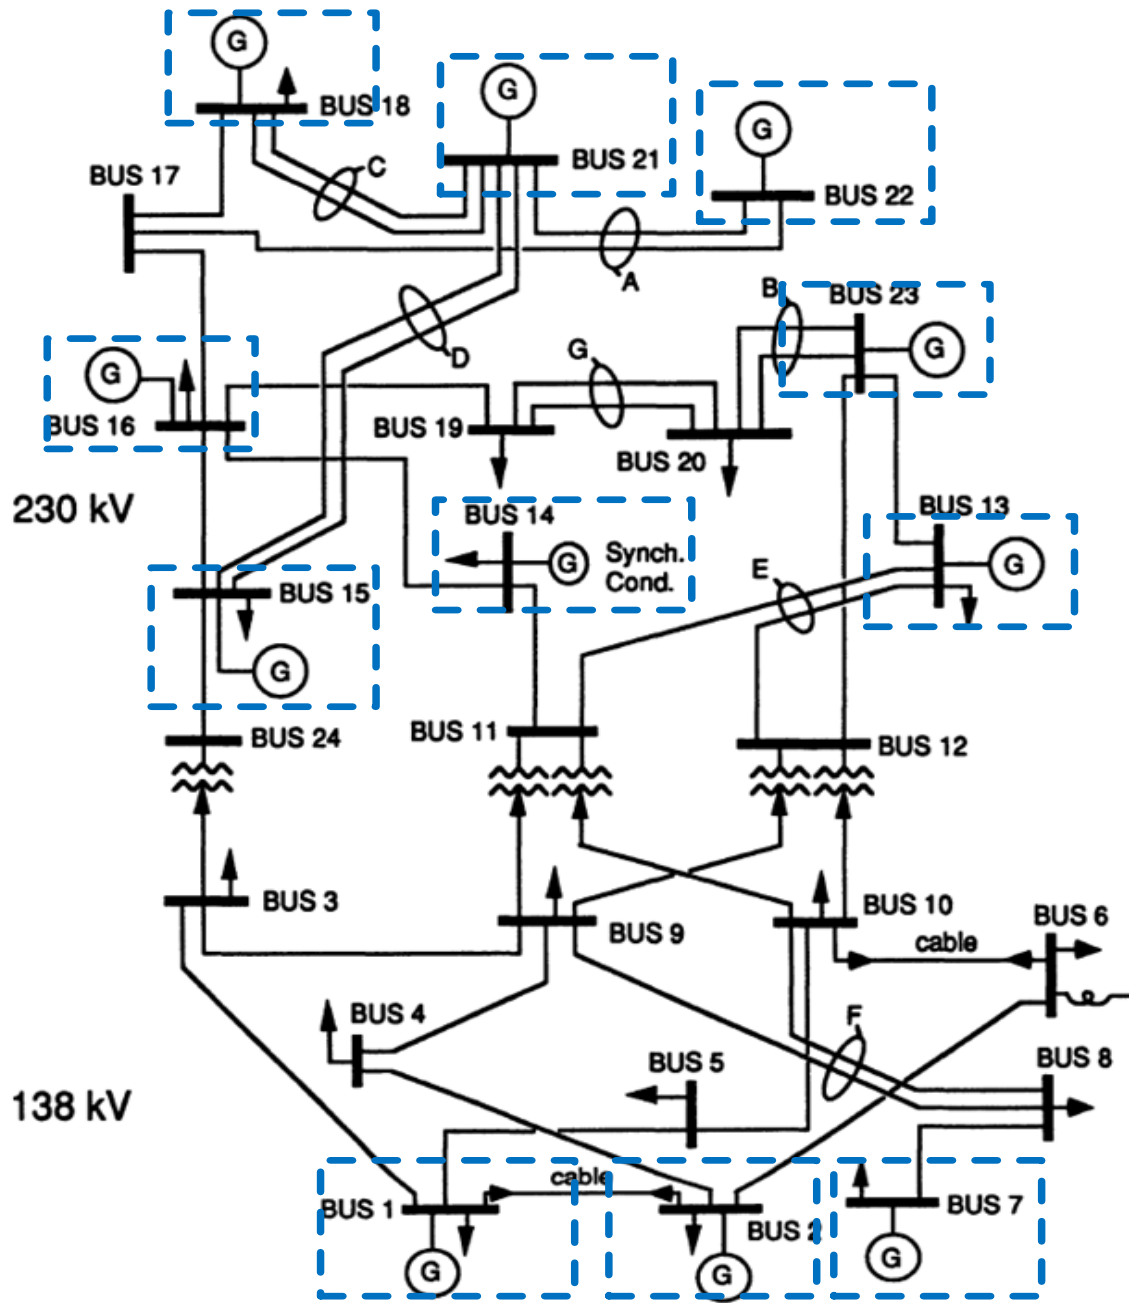 G
BUS 18
G
BUS 21
G
BUS 22
BUS 17
C
A
B
BUS 23
G
D
G
G
BUS 16
BUS 19
BUS 20
230 kV
BUS 14
G
Synch.
Cond.
BUS 13
G
E
BUS 15
G
BUS 24
BUS 11
BUS 12
BUS 3
BUS 9
BUS 10
BUS 6
cable
BUS 4
F
BUS 5
BUS 8
138 kV
cable
BUS 1
BUS 2
BUS 7
G
G
G